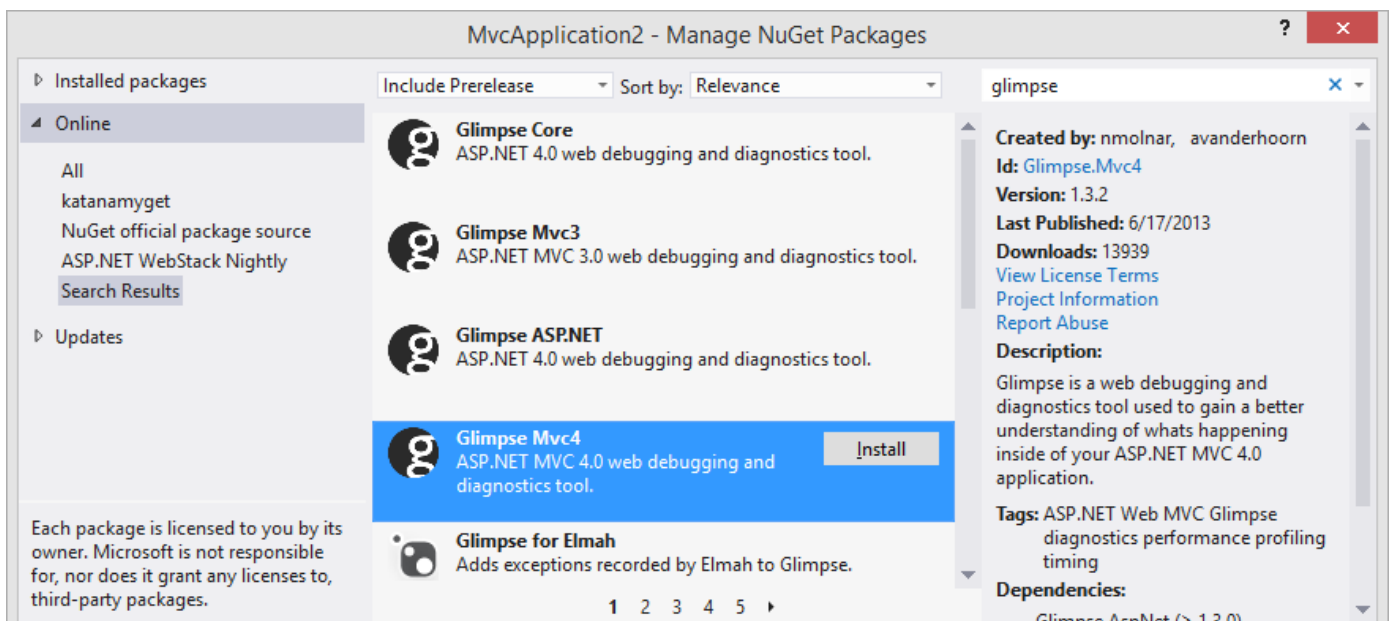 MvcApplication2 - Manage NuGet Packages
?
Installed packages
Online
All
katanamyget
NuGet official package source
ASP.NET WebStack Nightly
Search Results
Updates
Each package is licensed to you by its
owner. Microsoft is not responsible
for, nor does it grant any licenses to,
third-party packages.
Include Prerelease
Sort by: Relevance
Glimpse Core
ASP.NET 4.0 web debugging and diagnostics tool.
Glimpse Mvc3
ASP.NET MVC 3.0 web debugging and diagnostics tool.
Glimpse ASP.NET
ASP.NET 4.0 web debugging and diagnostics tool.
Glimpse Mvc4
ASP.NET MVC 4.0 web debugging and
diagnostics tool.
Install
Glimpse for Elmah
Adds exceptions recorded by Elmah to Glimpse.
1 2 3 4 5
glimpse
Created by: nmolnar, avanderhoorn
Id: Glimpse.Mvc4
Version: 1.3.2
Last Published: 6/17/2013
Downloads: 13939
View License Terms
Project Information
Report Abuse
Description:
Glimpse is a web debugging and
diagnostics tool used to gain a better
understanding of whats happening
inside of your ASP.NET MVC 4.0
application.
Tags: ASP.NET Web MVC Glimpse
diagnostics performance profiling
timing
Dependencies: